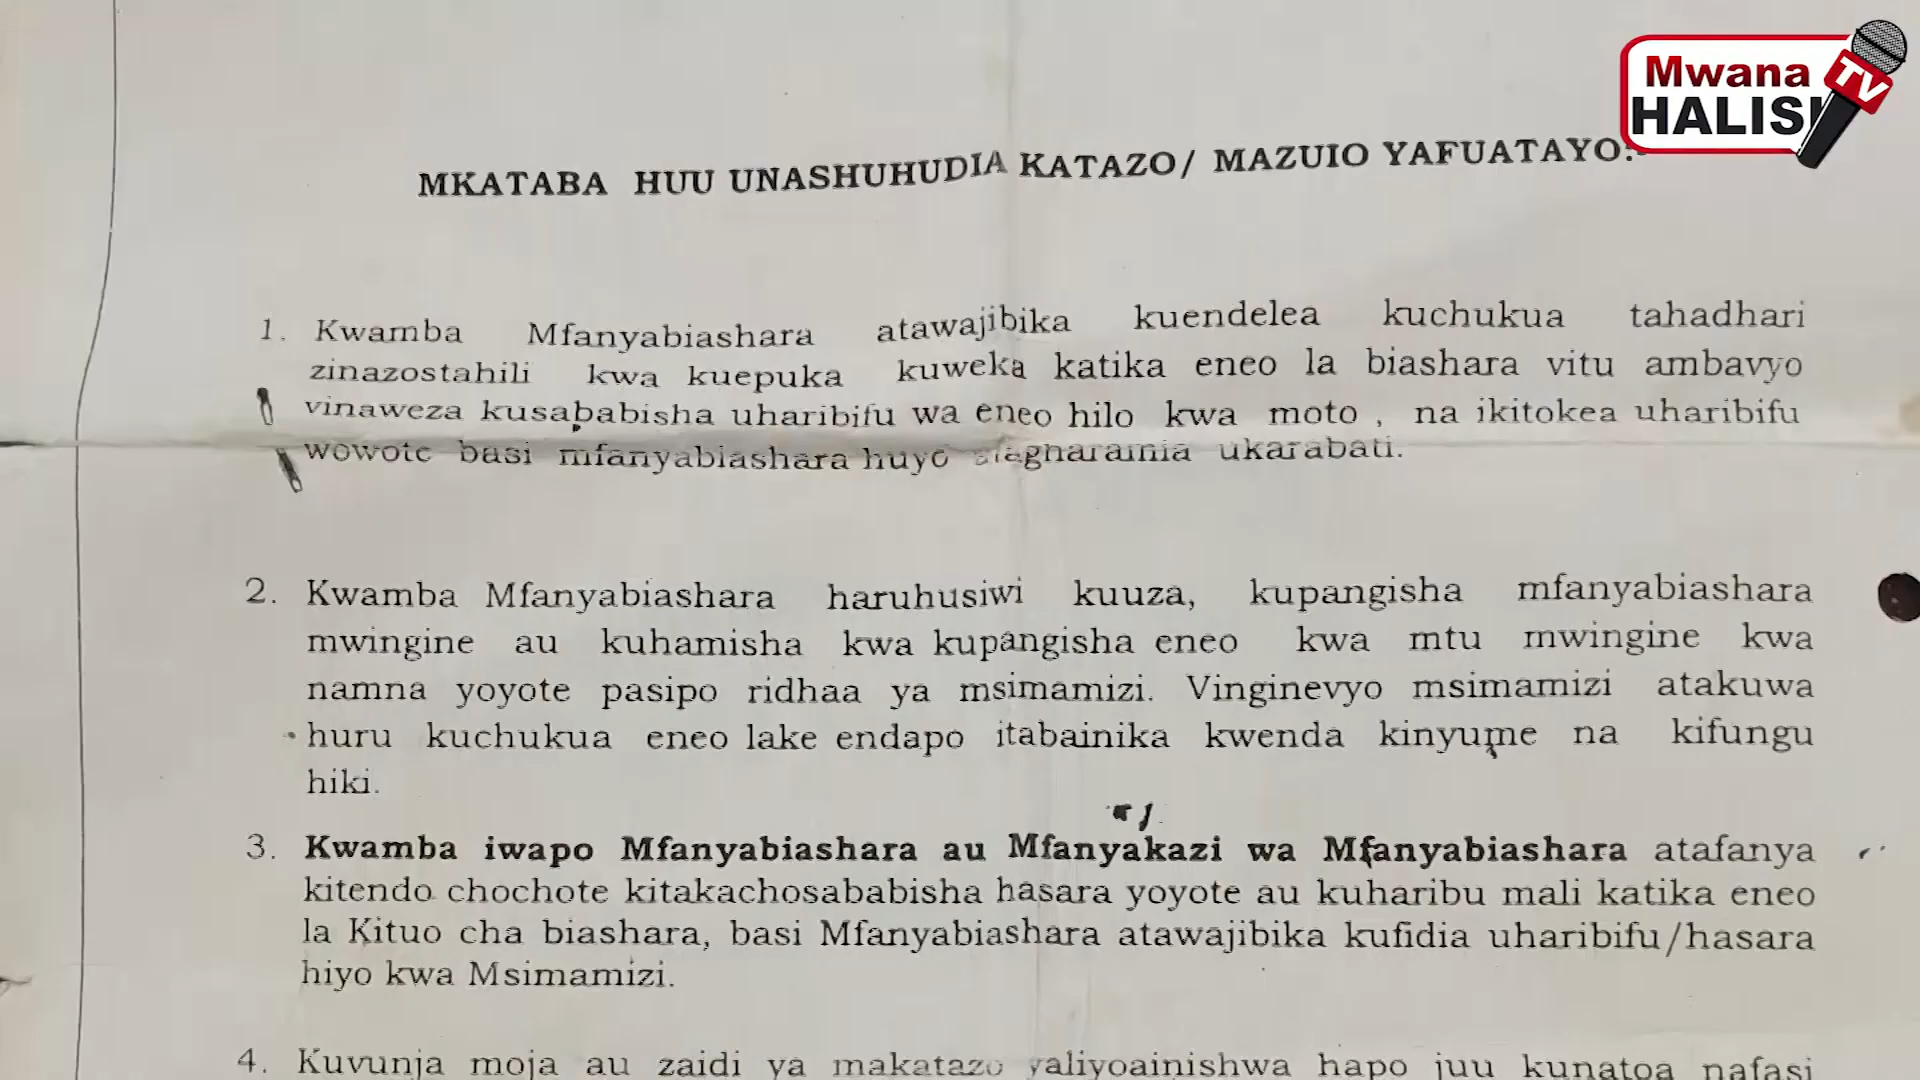 Mwana
HALISI
TV
MKATABA HUU UNASHUHUDIA KATAZO/ MAZUIO YAFUATAYO:-
1. Kwamba Mfanyabiashara atawajibika kuendelea kuchukua tahadhari
zinazostahili kwa kuepuka kuweka katika eneo la biashara vitu ambavyo
vinaweza kusababisha uharibifu wa eneo hilo kwa moto , na ikitokea uharibifu
wowote basi mfanyabiashara huyo atagharamia ukarabati.
2. Kwamba Mfanyabiashara haruhusiwi kuuza, kupangisha mfanyabiashara
mwingine au kuhamisha kwa kupangisha eneo kwa mtu mwingine kwa
namna yoyote pasipo ridhaa ya msimamizi. Vinginevyo msimamizi atakuwa
huru kuchukua eneo lake endapo itabainika kwenda kinyume na kifungu
hiki.
3. Kwamba iwapo Mfanyabiashara au Mfanyakazi wa Mfanyabiashara atafanya
kitendo chochote kitakachosababisha hasara yoyote au kuharibu mali katika eneo
la Kituo cha biashara, basi Mfanyabiashara atawajibika kufidia uharibifu/hasara
hiyo kwa Msimamizi.
4. Kuvunja moja au zaidi ya makatazo yaliyoainishwa hapo juu kunatoa nafasi